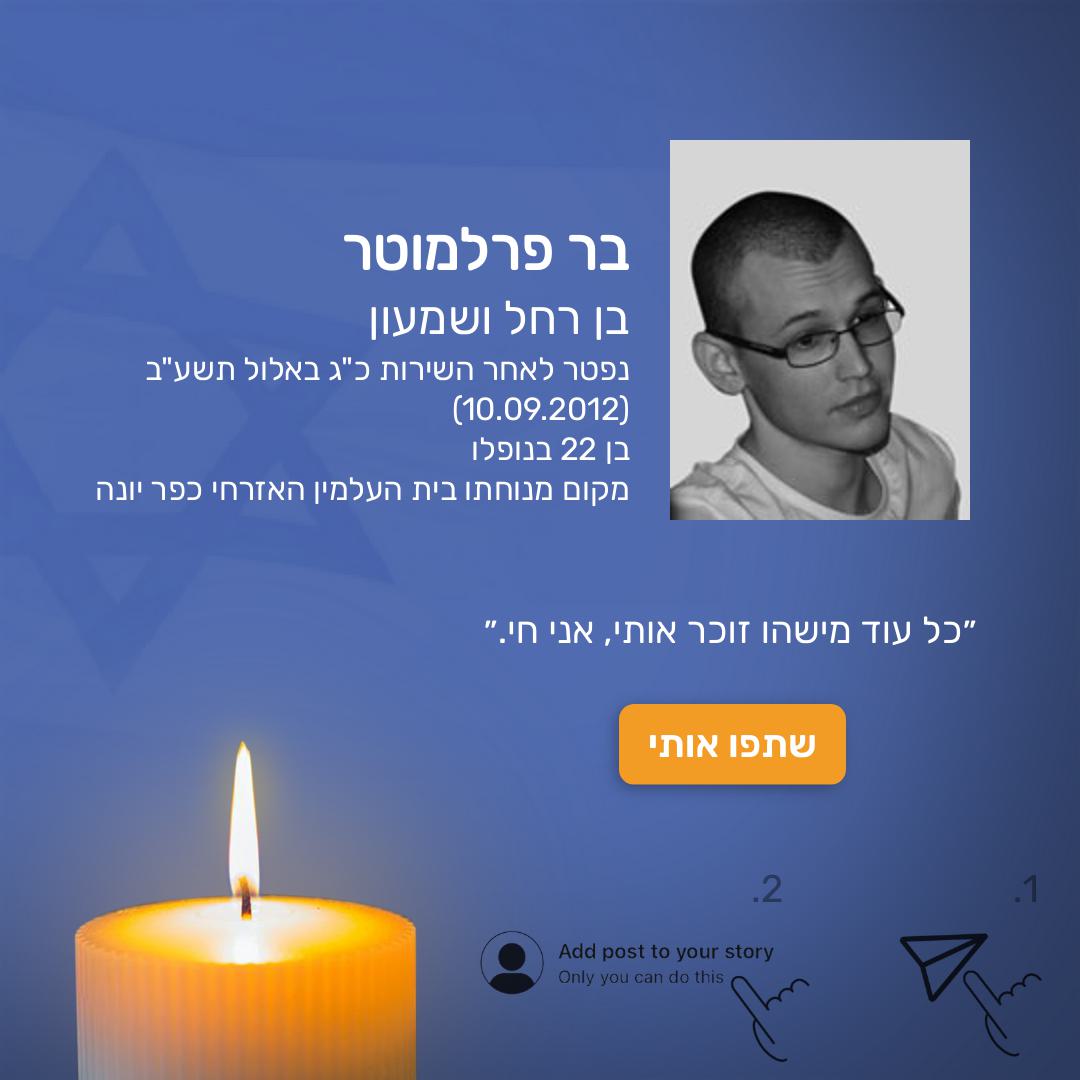 בר פרלמוטר
בן רחל ושמעון
נפטר לאחר השירות כ"ג באלול תשע"ב
(10.09.2012)
בן 22 בנופלו
מקום מנוחתו בית העלמין האזרחי כפר יונה
״כל עוד מישהו זוכר אותי, אני חי.״
שתפו אותי
.1
.2
Add post to your story
Only you can do this